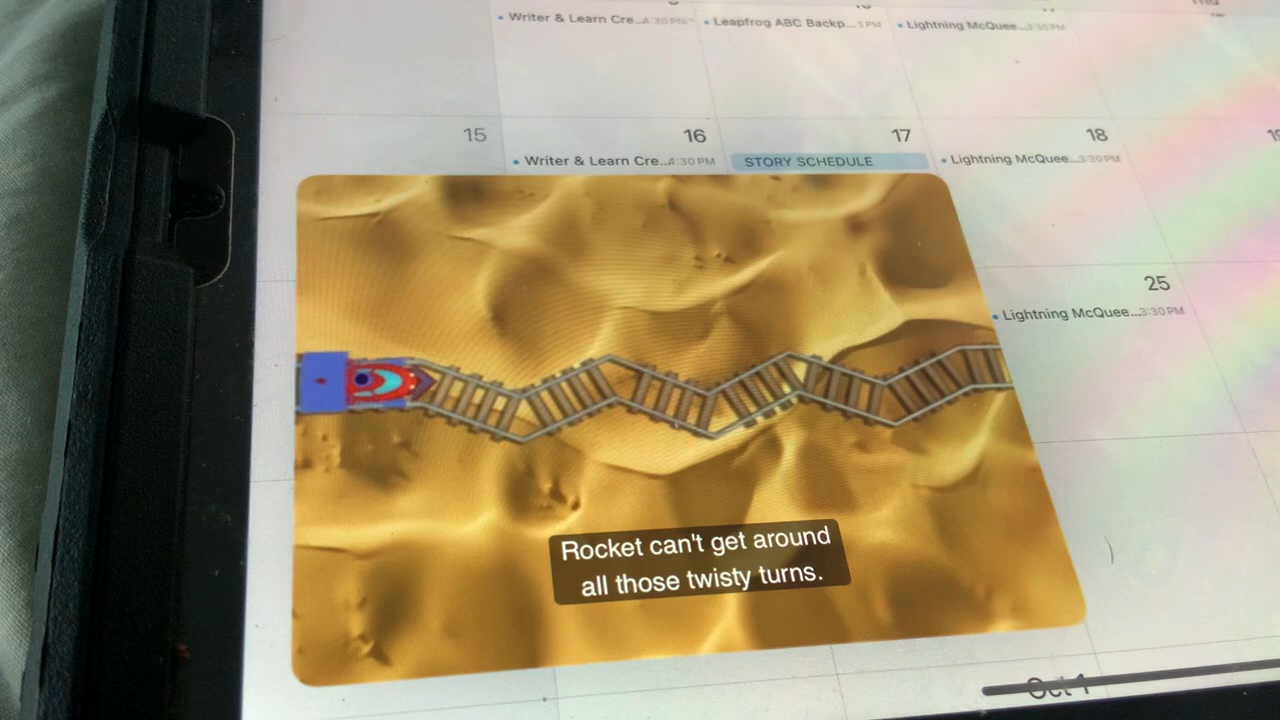 Writer & Learn Cre...4:30 PM
Leapfrog ABC Backp...3 PM
Lightning McQuee...3:30 PM
15
16
17
18
Writer & Learn Cre...4:30 PM
STORY SCHEDULE
Lightning McQuee...3:30 PM
25
Lightning McQuee...3:30 PM
Rocket can't get around
all those twisty turns.
Oct 1